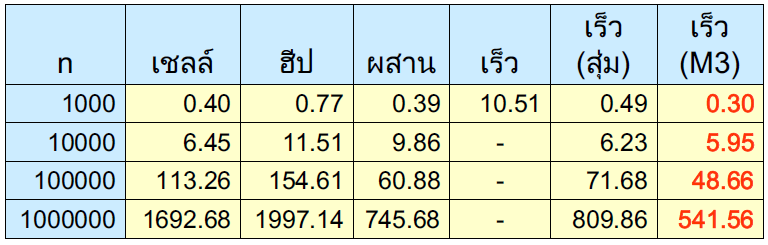 n เชลล์ ฮีป ผสาน เร็ว เร็ว (สุ่ม) เร็ว (M3)
1000 0.40 0.77 0.39 10.51 0.49 0.30
10000 6.45 11.51 9.86 - 6.23 5.95
100000 113.26 154.61 60.88 - 71.68 48.66
1000000 1692.68 1997.14 745.68 - 809.86 541.56